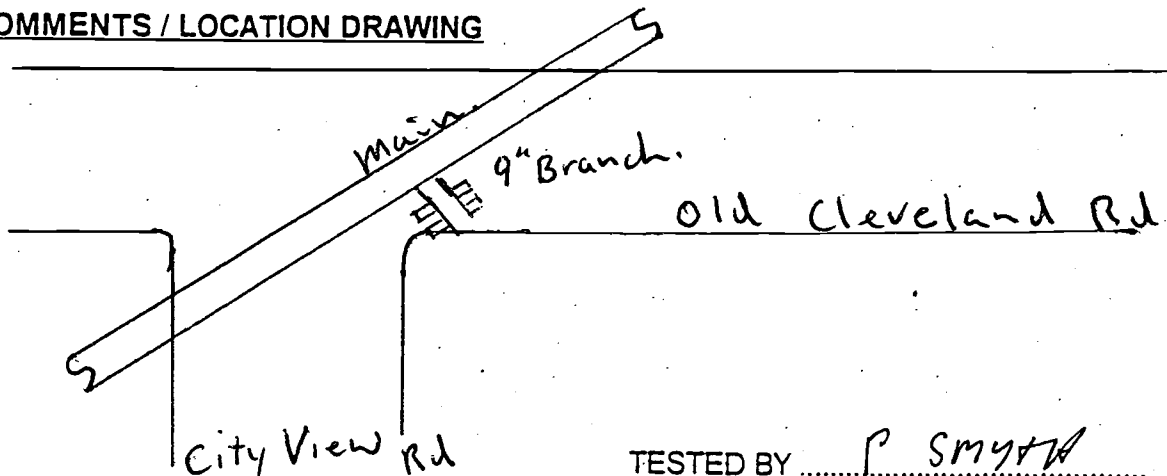 OMMENTS / LOCATION DRAWING
Main.
9" Branch.
Old Cleveland Rd
City View Rd
TESTED BY P SMYTH